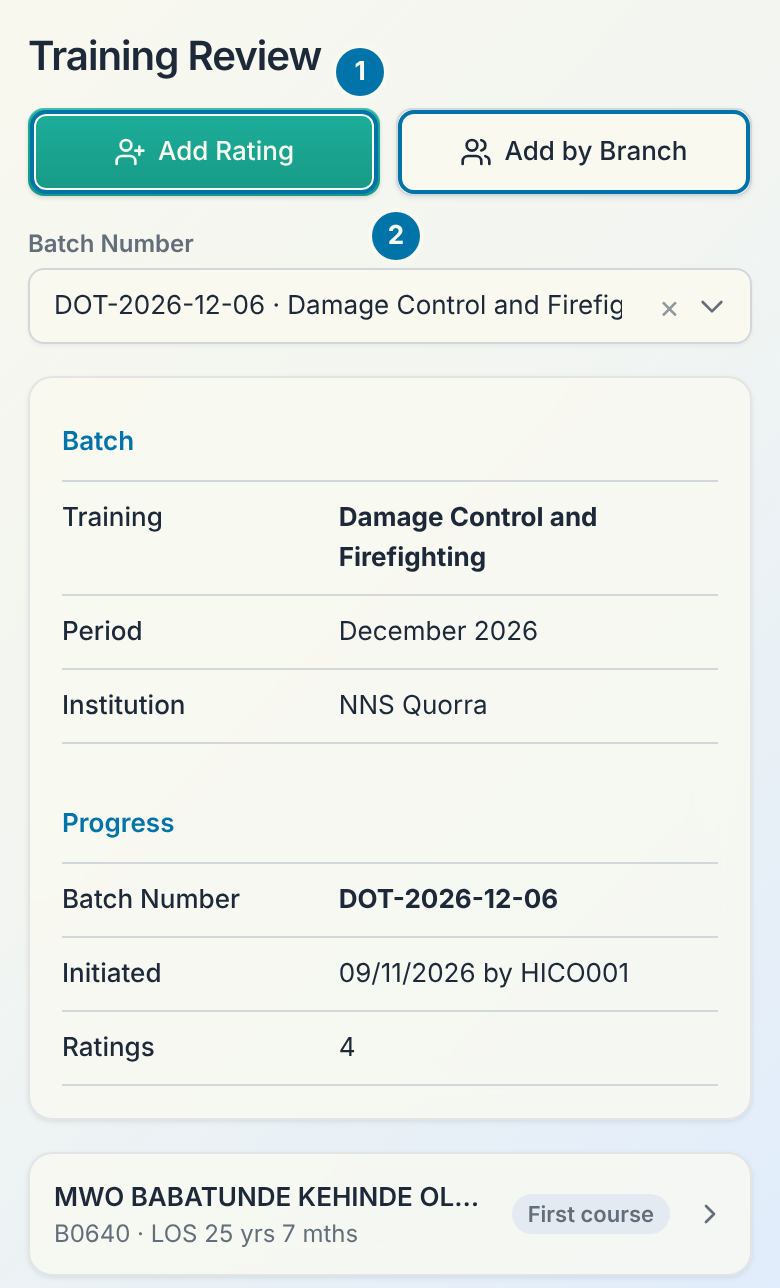 Training Review
1
Add Rating
Add by Branch
Batch Number
2
DOT-2026-12-06 · Damage Control and Firefig
Batch
Training Damage Control and
Firefighting
Period December 2026
Institution NNS Quorra
Progress
Batch Number DOT-2026-12-06
Initiated 09/11/2026 by HICO001
Ratings 4
MWO BABATUNDE KEHINDE OL...
First course
B0640 · LOS 25 yrs 7 mths